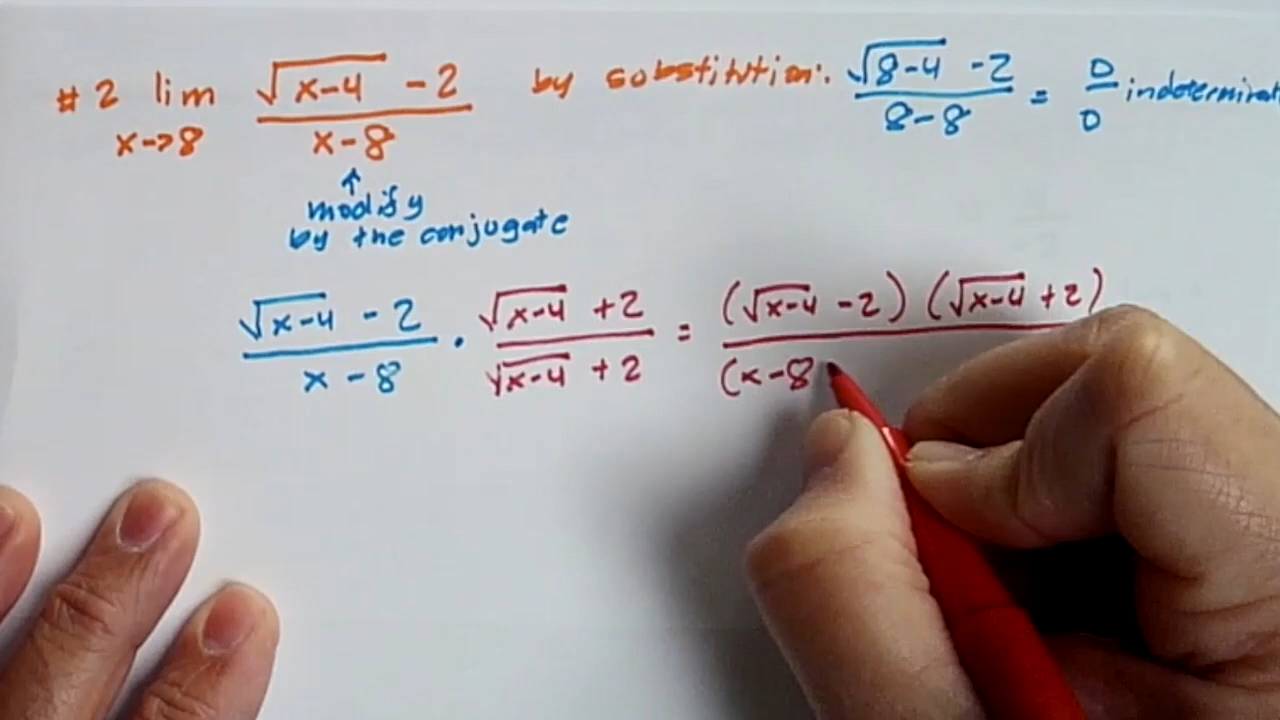 #2 lim x->8 (√(x-4) - 2)/(x-8) by substitution: (√(8-4) - 2)/(8-8) = 0/0
↑
modify
by the conjugate
(√(x-4) - 2)/(x-8) · (√(x-4) + 2)/(√(x-4) + 2) = (√(x-4) - 2)(√(x-4) + 2)/(x-8